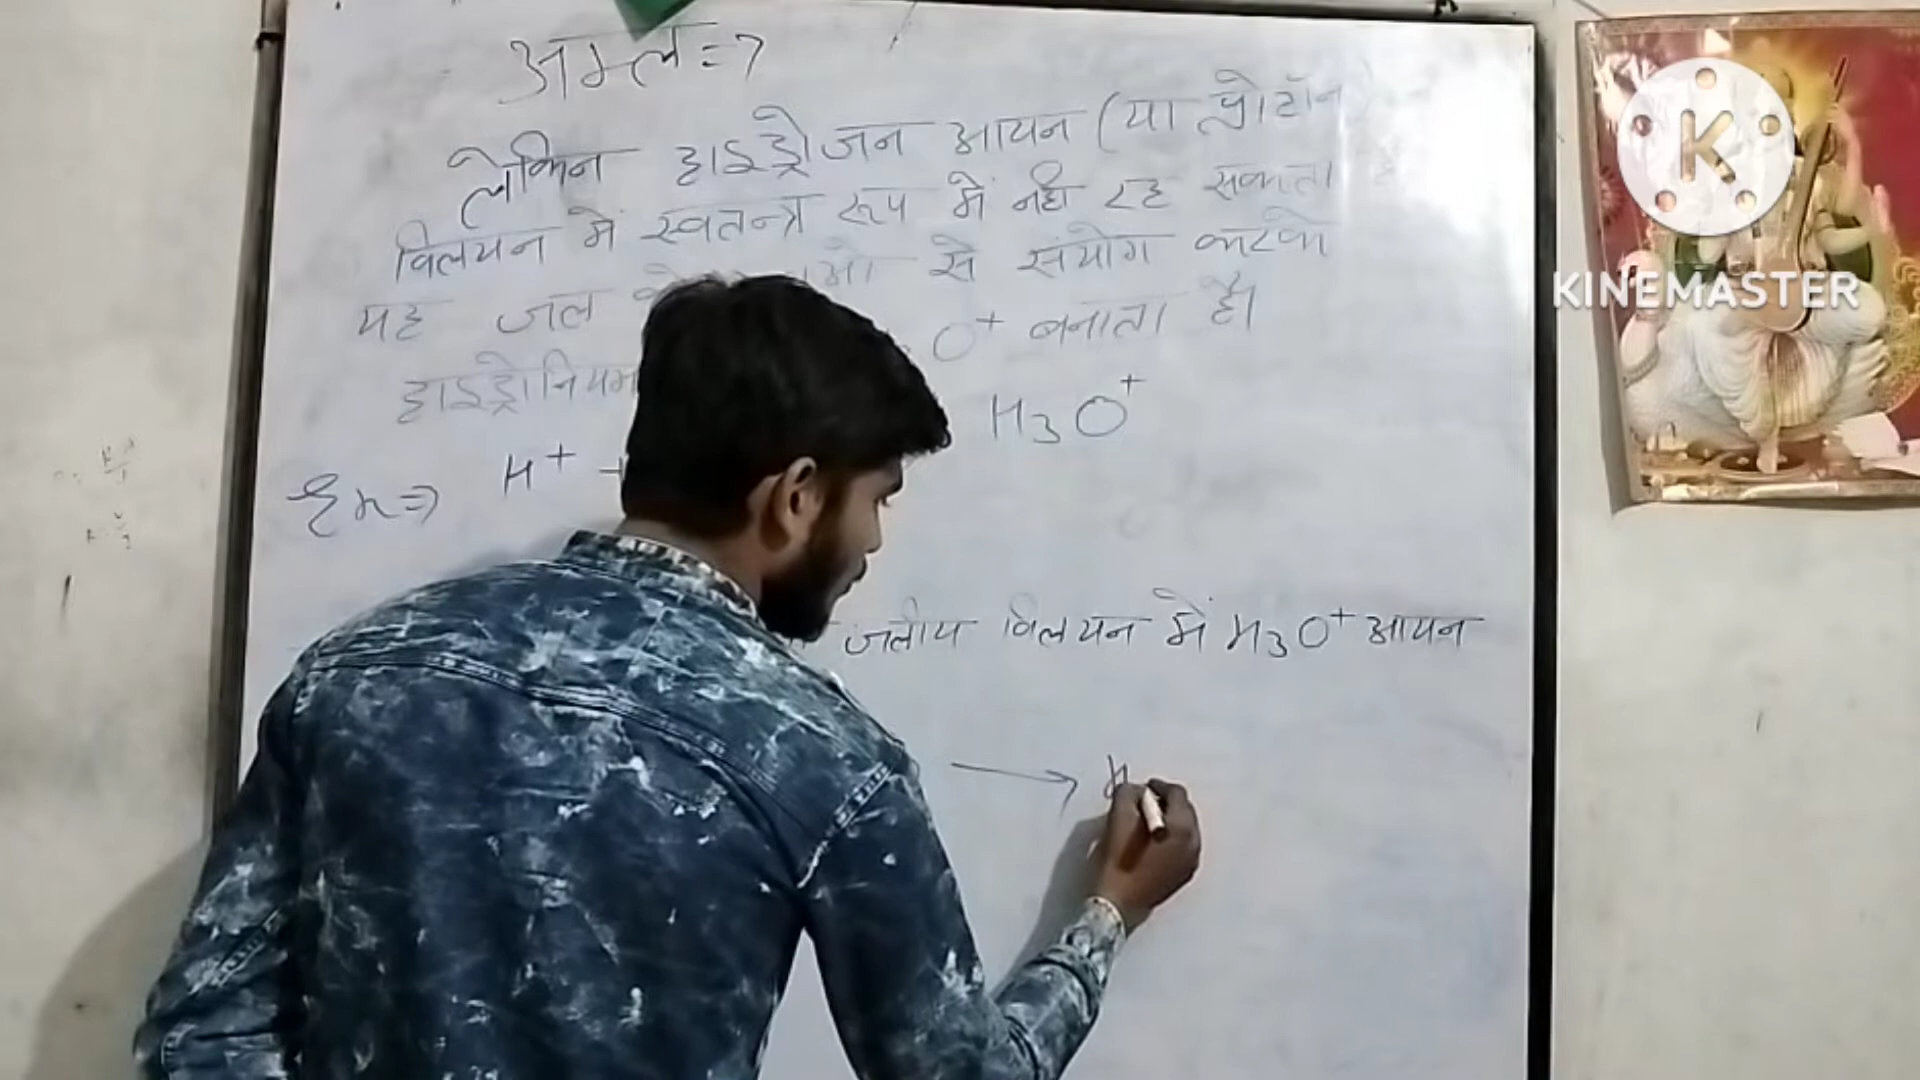 अम्ल =>
लेकिन हाइड्रोजन आयन (या प्रोटॉन
विलयन में स्वतन्त्र रूप में नही रह सकता
यह जल से संयोग करके
हाइड्रोनियम O+ बनाता है।
Ex => H+ + H3O+
जलीय विलयन में H3O+ आयन
→ H
K
KINEMASTER